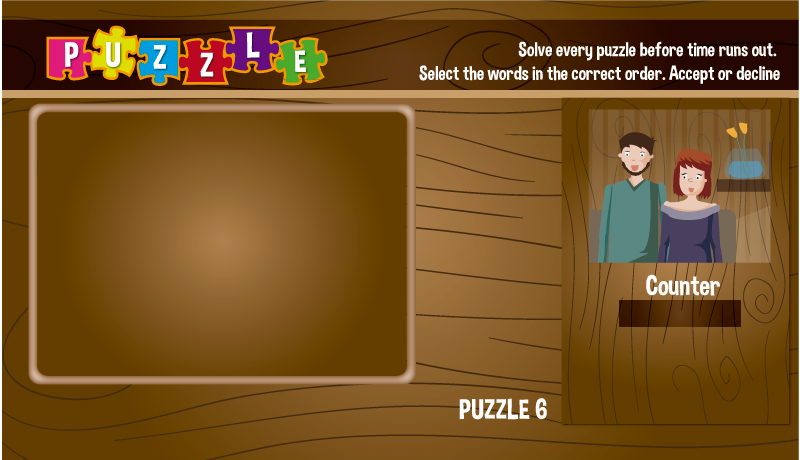 PUZZLE
Solve every puzzle before time runs out.
Select the words in the correct order. Accept or decline
Counter
PUZZLE 6